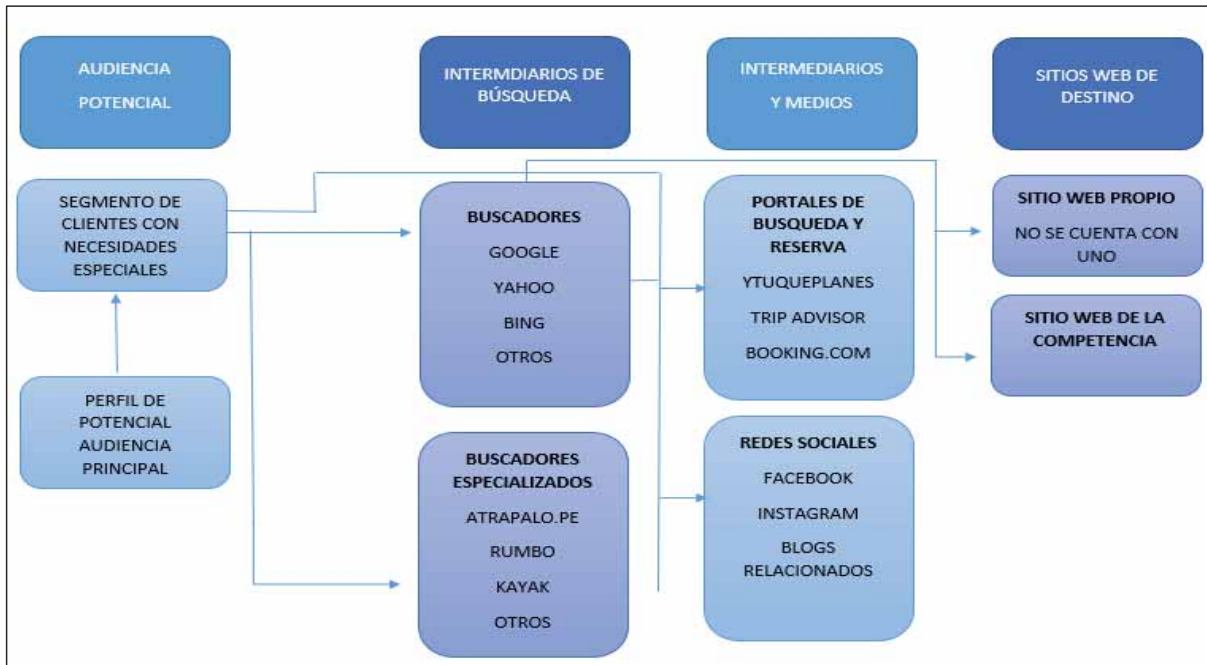 AUDIENCIA
POTENCIAL
INTERMDIARIOS DE
BÚSQUEDA
INTERMEDIARIOS
Y MEDIOS
SITIOS WEB DE
DESTINO
SEGMENTO DE
CLIENTES CON
NECESIDADES
ESPECIALES
PERFIL DE
POTENCIAL
AUDIENCIA
PRINCIPAL
BUSCADORES
GOOGLE
YAHOO
BING
OTROS
BUSCADORES
ESPECIALIZADOS
ATRAPALO.PE
RUMBO
KAYAK
OTROS
PORTALES DE
BUSQUEDA Y
RESERVA
YTUQUEPLANES
TRIP ADVISOR
BOOKING.COM
REDES SOCIALES
FACEBOOK
INSTAGRAM
BLOGS
RELACIONADOS
SITIO WEB PROPIO
NO SE CUENTA CON
UNO
SITIO WEB DE LA
COMPETENCIA